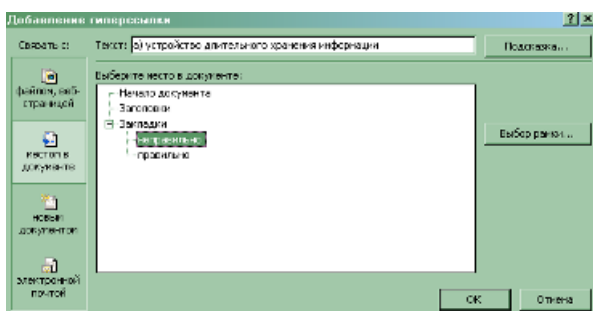 Добавление гиперссылки
Связать с:
Текст: а) устройство длительного хранения информации
Подсказка...
Выберите место в документе:
файлом, веб-
страницей
Начало документа
Заголовки
Закладки
неправильно
правильно
Выбор рамки...
местом в
документе
новым
документом
электронной
почтой
ОК
Отмена